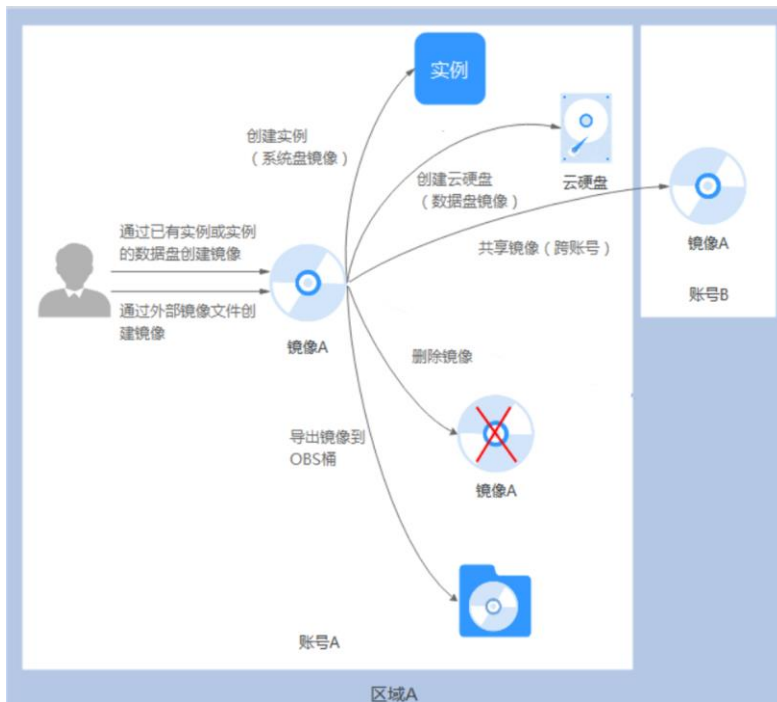 实例
创建实例
（系统盘镜像）
云硬盘
创建云硬盘
（数据盘镜像）
通过已有实例或实例
的数据盘创建镜像
共享镜像（跨账号）
镜像A
账号B
通过外部镜像文件创
建镜像
镜像A
删除镜像
导出镜像到
OBS桶
镜像A
账号A
区域A